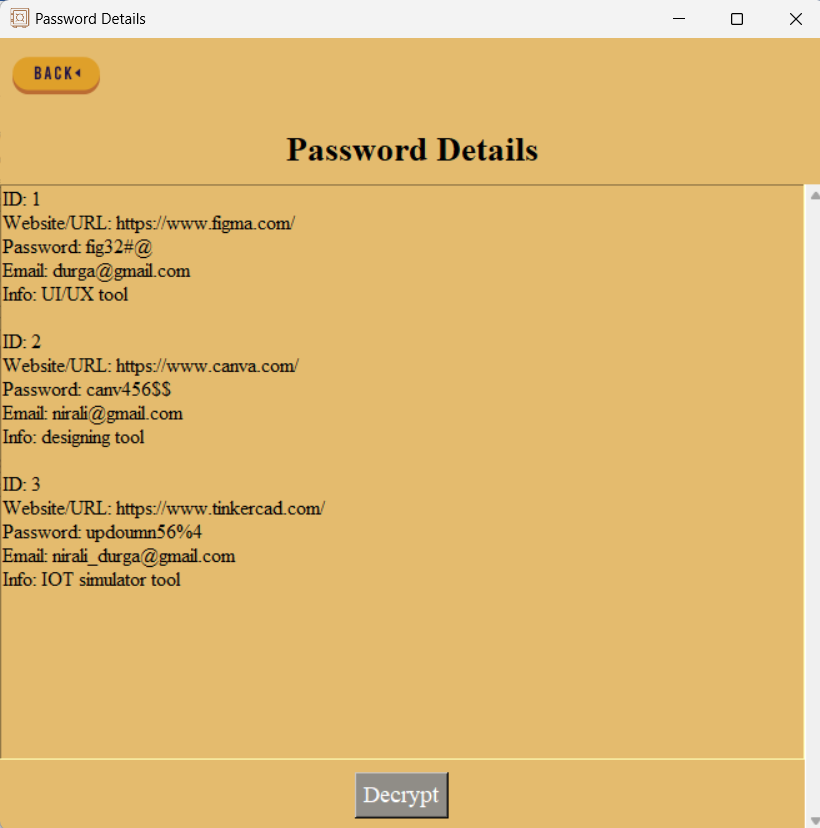 Password Details
BACK
Password Details
ID: 1
Website/URL: https://www.figma.com/
Password: fig32#@
Email: durga@gmail.com
Info: UI/UX tool
ID: 2
Website/URL: https://www.canva.com/
Password: canv456$$
Email: nirali@gmail.com
Info: designing tool
ID: 3
Website/URL: https://www.tinkercad.com/
Password: updoumn56%4
Email: nirali_durga@gmail.com
Info: IOT simulator tool
Decrypt